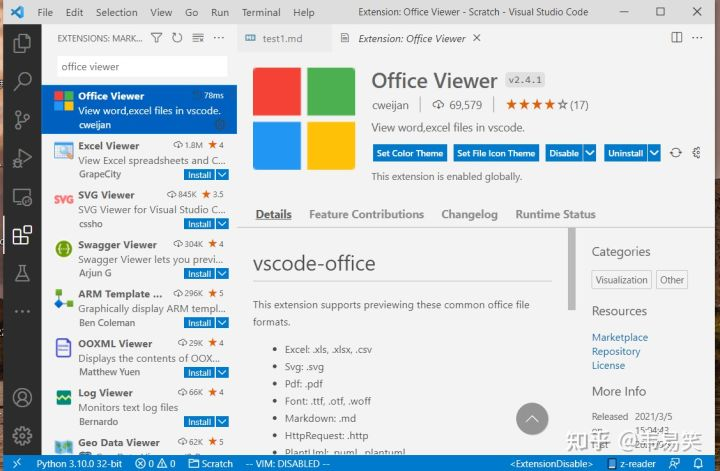 File Edit Selection View Go Run Terminal Help Extension: Office Viewer - Scratch - Visual Studio Code
EXTENSIONS: MARK...
test1.md
Extension: Office Viewer
office viewer
Office Viewer 78ms
View word,excel files in vscode.
cweijan
Excel Viewer 1.8M 4
View Excel spreadsheets and C...
GrapeCity Install
SVG Viewer 845K 3.5
SVG Viewer for Visual Studio C...
cssho Install
Swagger Viewer 304K 4
Swagger Viewer lets you previ...
Arjun G Install
ARM Template ... 296K 5
Graphically display ARM templ...
Ben Coleman Install
OOXML Viewer 29K 4
Displays the contents of OOX...
Matthew Yuen Install
Log Viewer 66K 4
Monitors text log files
Bernardo Install
Geo Data Viewer 62K 5
Office Viewer v2.4.1
cweijan 69,579 (17)
View word,excel files in vscode.
Set Color Theme Set File Icon Theme Disable Uninstall
This extension is enabled globally.
Details Feature Contributions Changelog Runtime Status
vscode-office
This extension supports previewing these common office file
formats.
• Excel: .xls, .xlsx, .csv
• Svg: .svg
• Pdf: .pdf
• Font: .ttf, .otf, .woff
• Markdown: .md
• HttpRequest: .http
• PlantUml: .puml, .plantuml
Categories
Visualization Other
Resources
Marketplace
Repository
License
More Info
Released 2021/3/5
on 15:04:43
知乎 @韦易笑
Python 3.10.0 32-bit 0 0 Scratch -- VIM: DISABLED -- <ExtensionDisable> z-reader